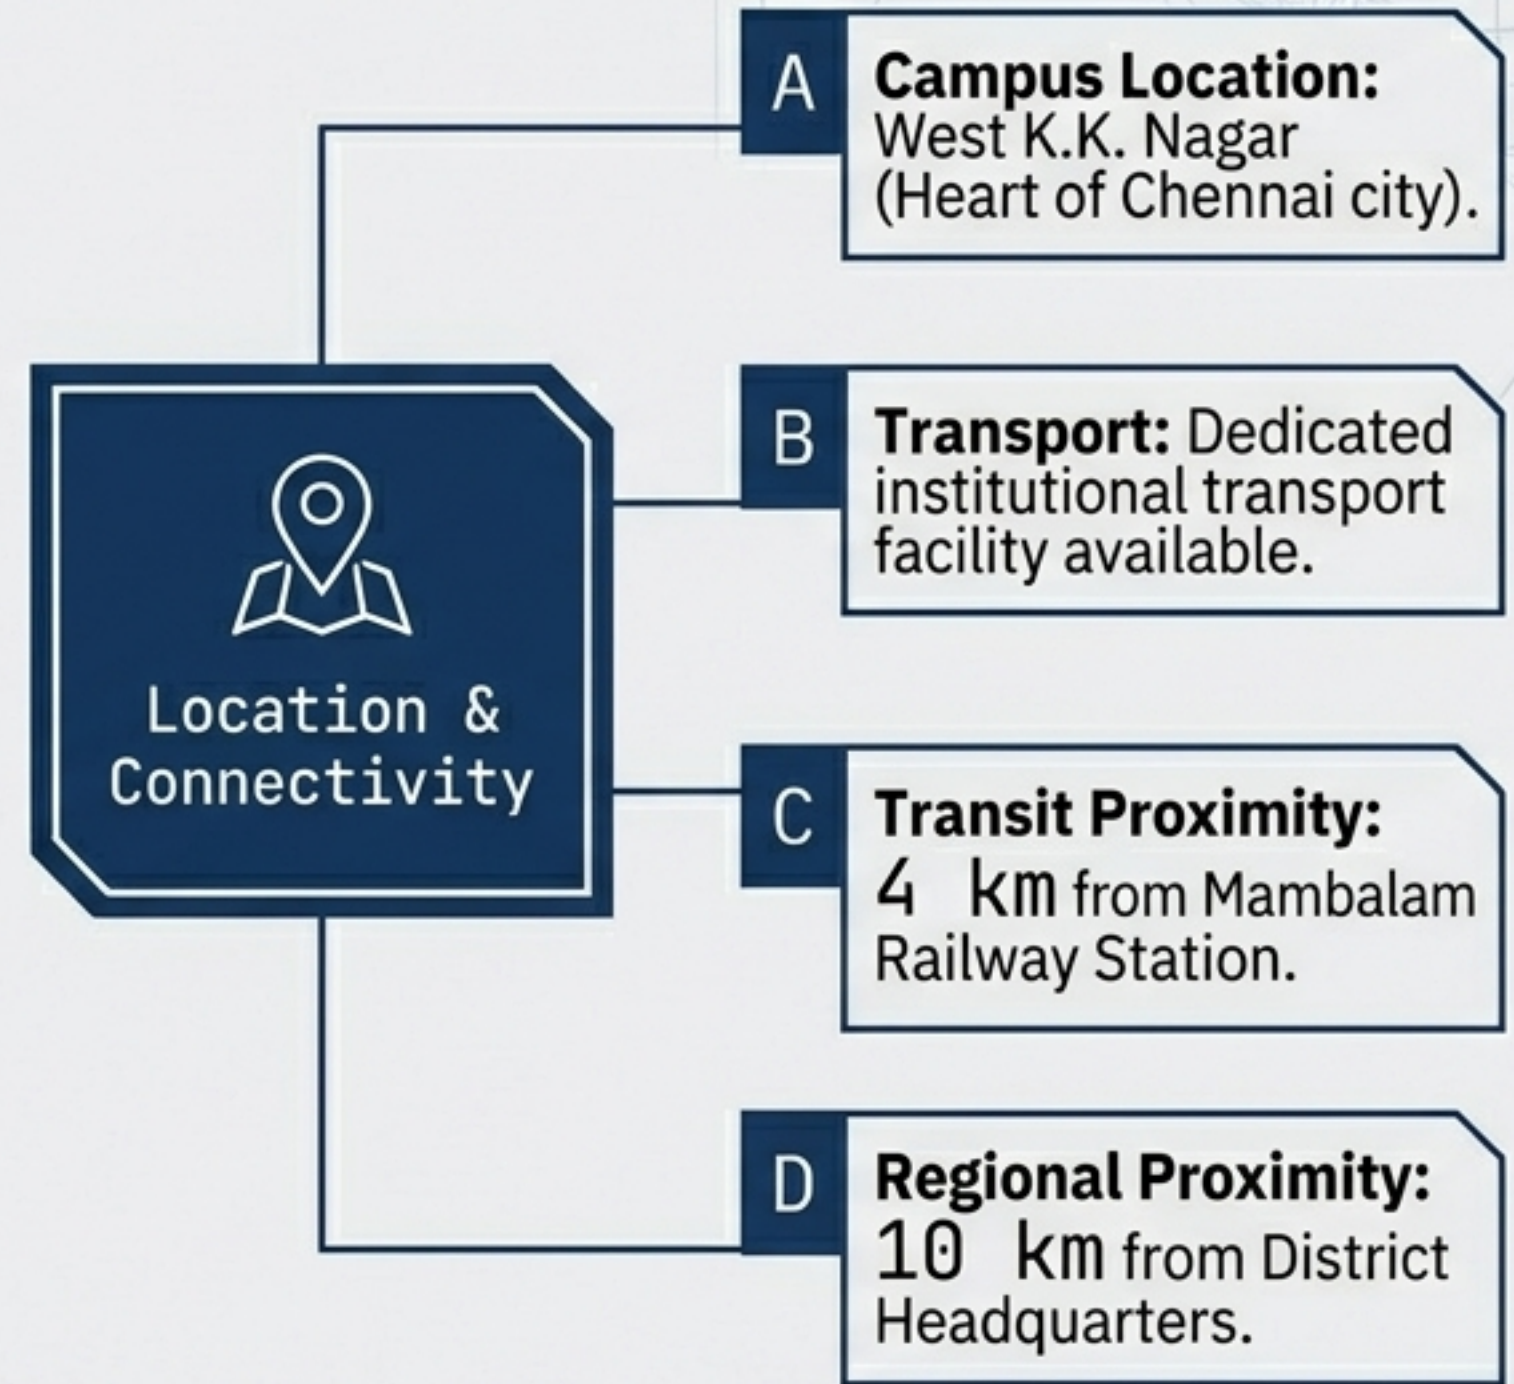 Location &
Connectivity
A
Campus Location:
West K.K. Nagar
(Heart of Chennai city).
B
Transport: Dedicated
institutional transport
facility available.
C
Transit Proximity:
4 km from Mambalam
Railway Station.
D
Regional Proximity:
10 km from District
Headquarters.